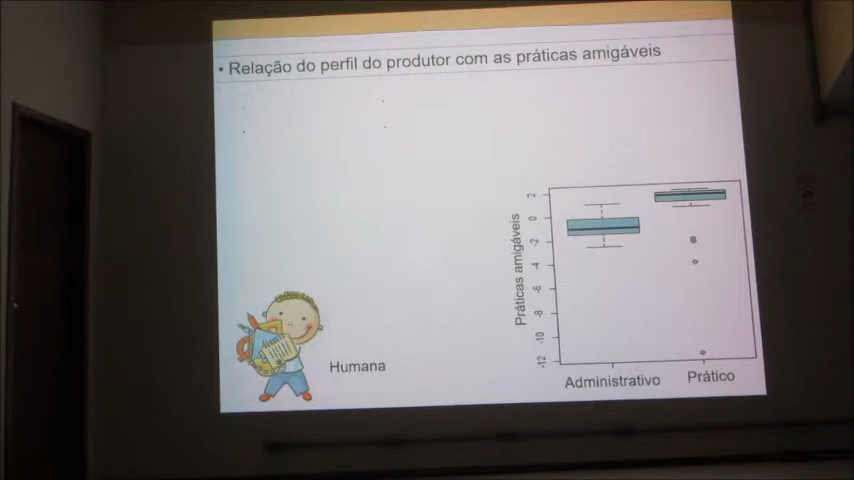 • Relação do perfil do produtor com as práticas amigáveis
Práticas amigáveis
2
0
-2
-4
-6
-8
-10
-12
Administrativo
Prático
Humana